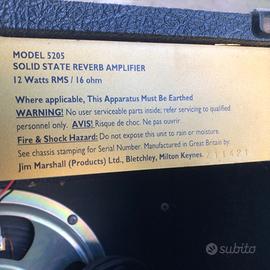 MODEL 5205
SOLID STATE REVERB AMPLIFIER
12 Watts RMS / 16 ohm
Where applicable, This Apparatus Must Be Earthed
WARNING! No user serviceable parts inside; refer servicing to qualified
personnel only. AVIS! Risque de choc. Ne pas ouvrir.
Fire & Shock Hazard: Do not expose this unit to rain or moisture.
See chassis stamping for Serial Number. Manufactured in Great Britain by:
Jim Marshall (Products) Ltd., Bletchley, Milton Keynes.
subito